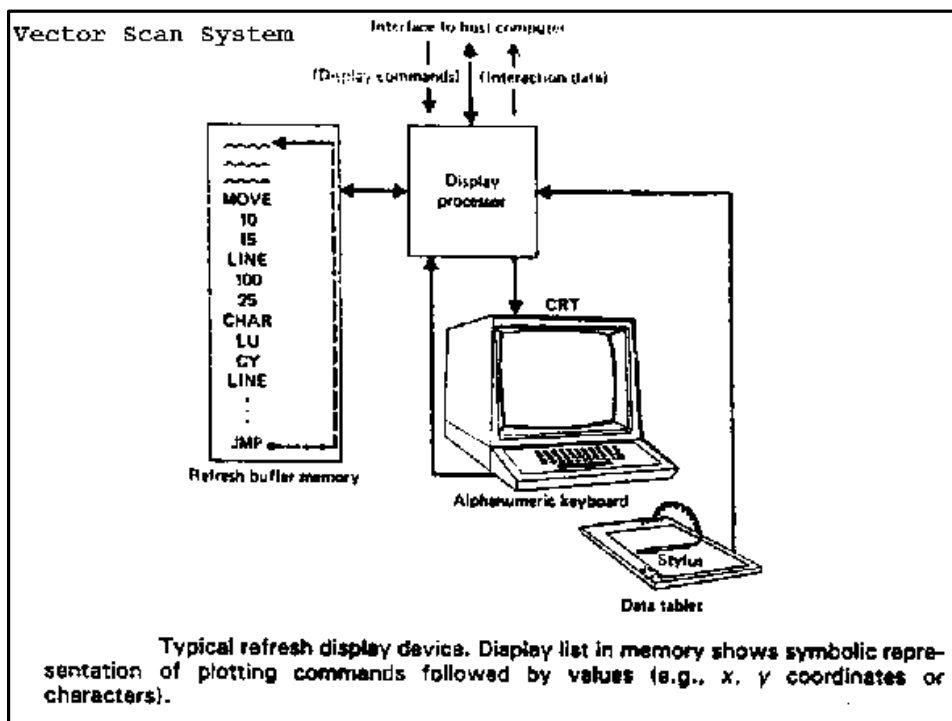 Vector Scan System
Interface to host computer
(Display commands)
(Interaction data)
MOVE
10
15
LINE
100
25
CHAR
LU
CY
LINE
.
.
.
JMP
Refresh buffer memory
Display
processor
CRT
Alphanumeric keyboard
Stylus
Data tablet
Typical refresh display device. Display list in memory shows symbolic repre-
sentation of plotting commands followed by values (e.g., x, y coordinates or
characters).